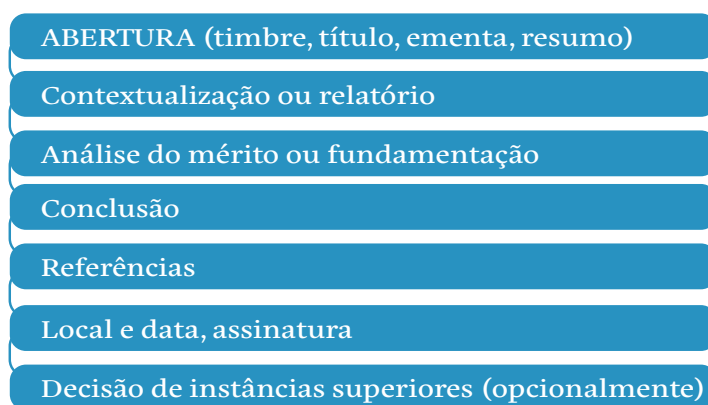 ABERTURA (timbre, título, ementa, resumo)
Contextualização ou relatório
Análise do mérito ou fundamentação
Conclusão
Referências
Local e data, assinatura
Decisão de instâncias superiores (opcionalmente)